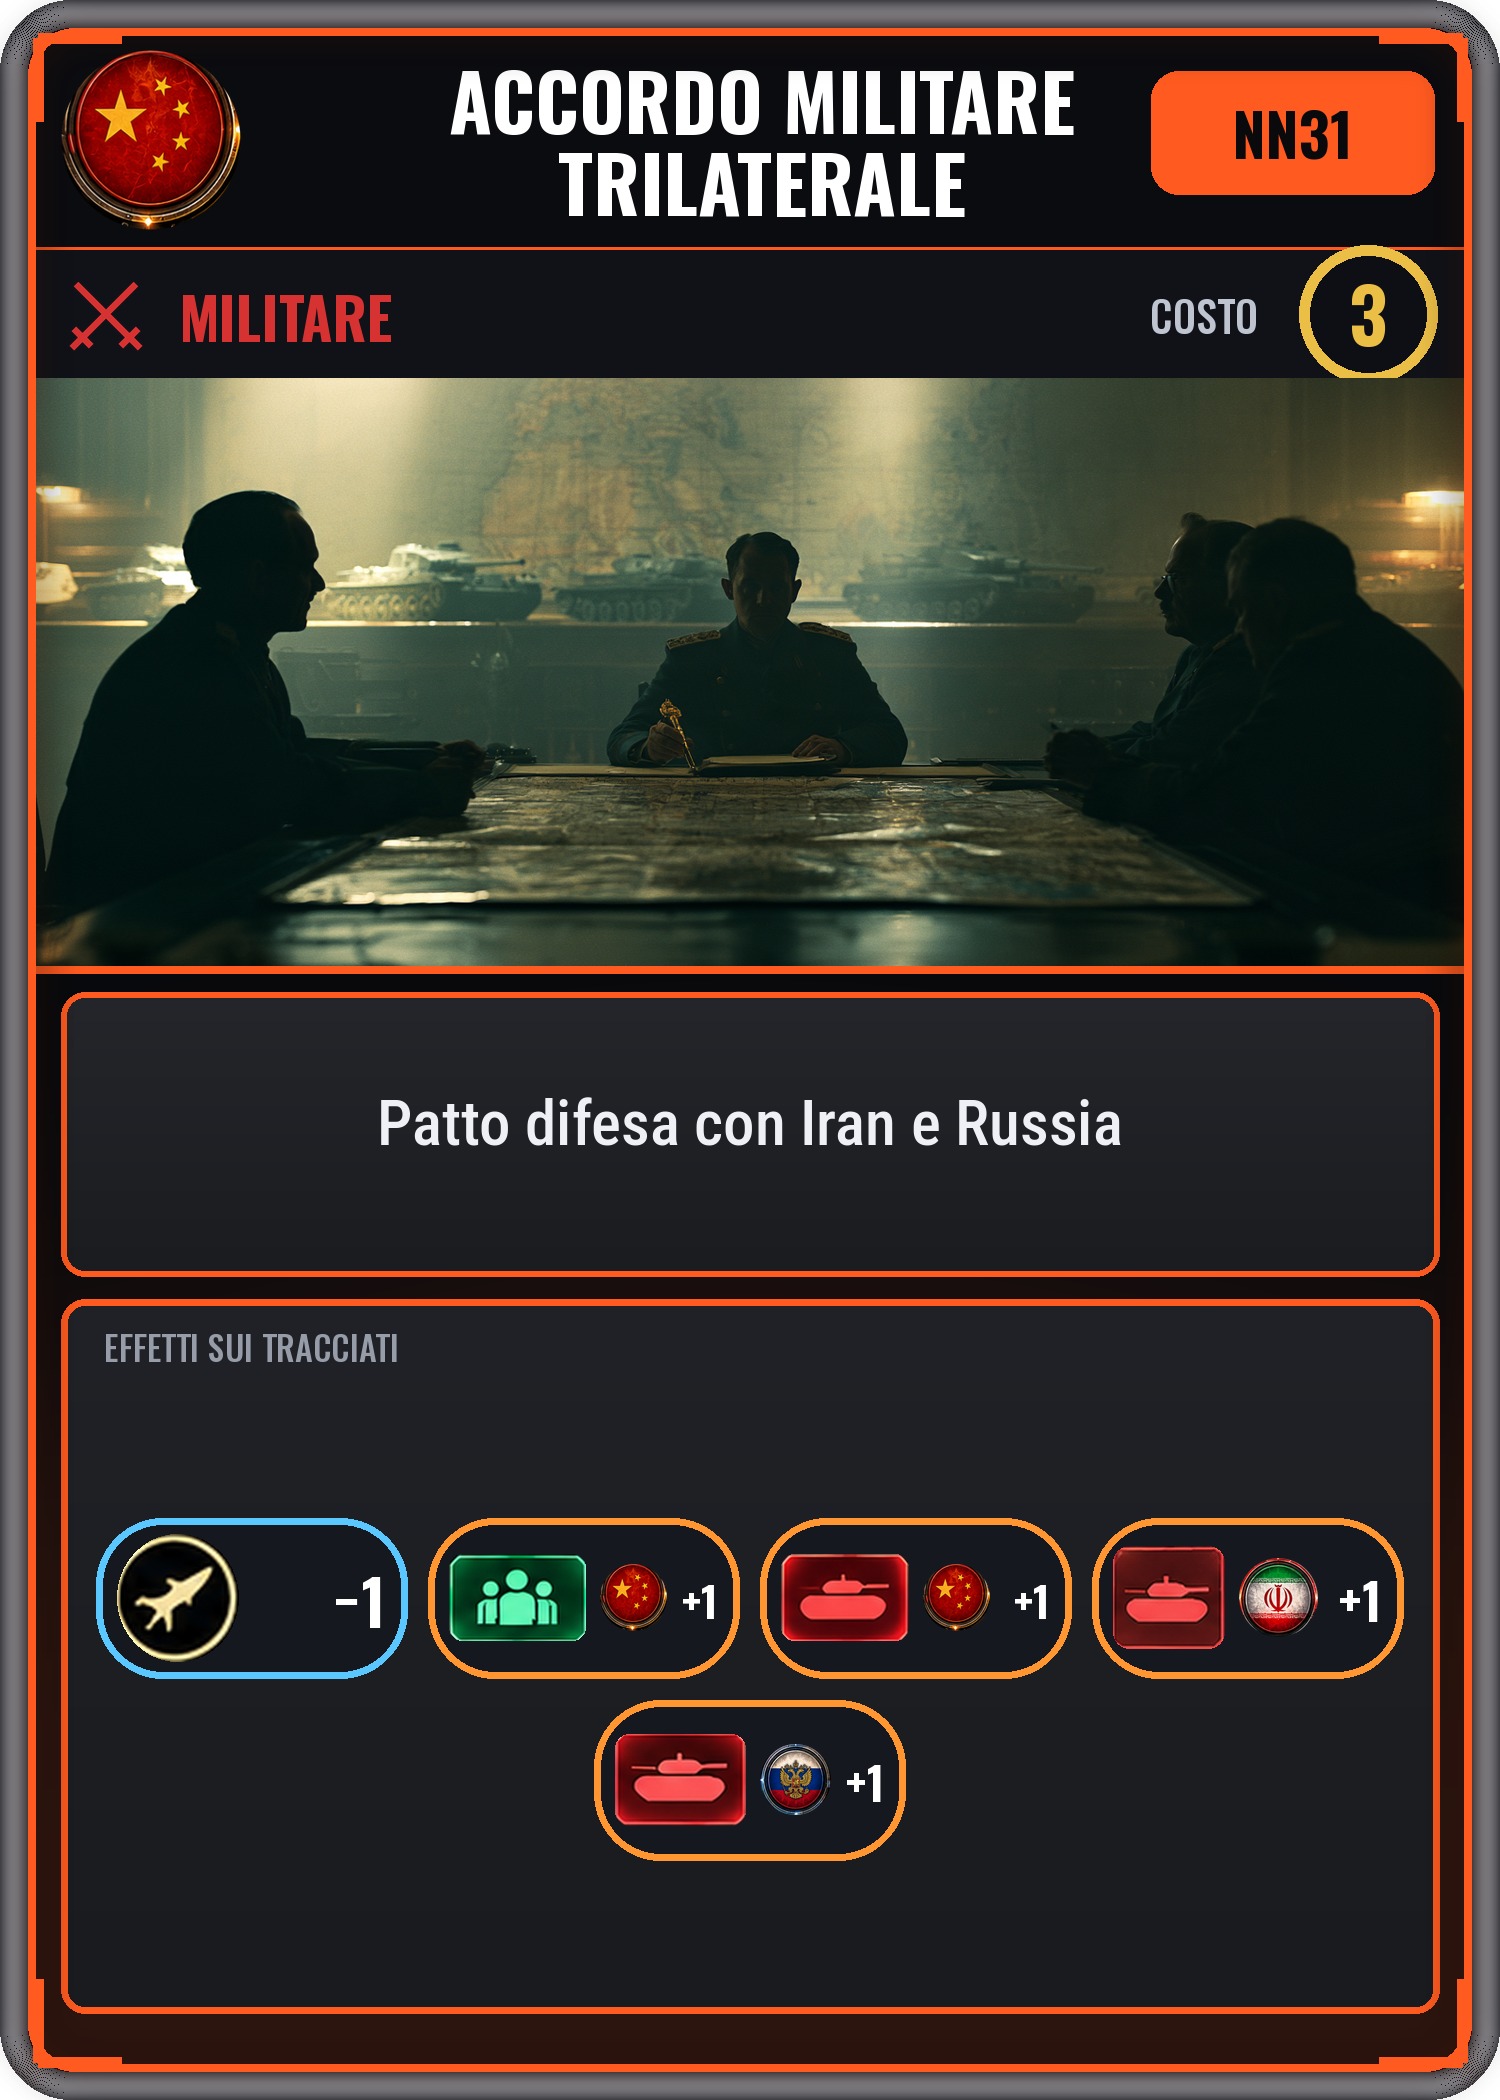 ACCORDO MILITARE
TRILATERALE
NN31
MILITARE
COSTO
3
Patto difesa con Iran e Russia
EFFETTI SUI TRACCIATI
-1
+1
+1
+1
+1